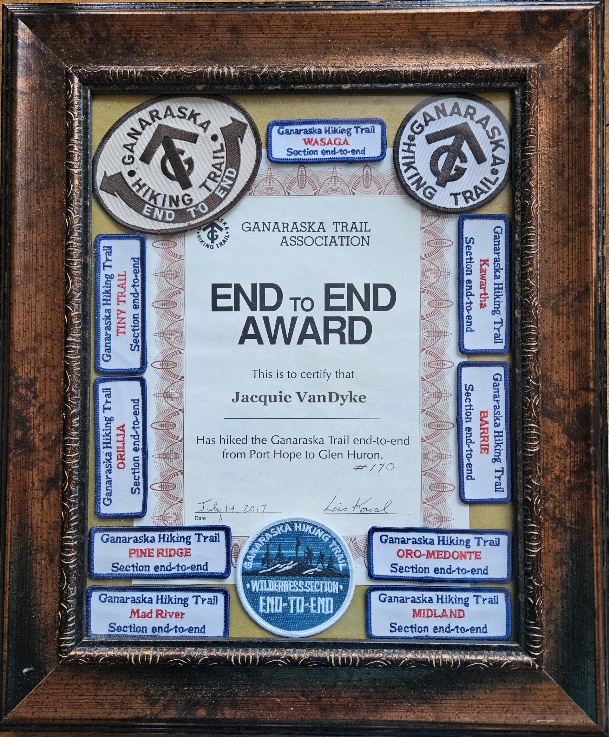 GANARASKA
HIKING TRAIL
END TO END
Ganaraska Hiking Trail
WASAGA
Section end-to-end
GANARASKA
HIKING TRAIL
HIKING TRAIL
GANARASKA TRAIL
ASSOCIATION
END TO END
AWARD
This is to certify that
Jacquie VanDyke
Has hiked the Ganaraska Trail end-to-end
from Port Hope to Glen Huron.
#170
July 14, 2017
Date
Ganaraska Hiking Trail
TINY TRAIL
Section end-to-end
Ganaraska Hiking Trail
Kawartha
Section end-to-end
Ganaraska Hiking Trail
ORILLIA
Section end-to-end
Ganaraska Hiking Trail
BARRIE
Section end-to-end
Ganaraska Hiking Trail
PINE RIDGE
Section end-to-end
GANARASKA HIKING TRAIL
WILDERNESS SECTION
END-TO-END
Ganaraska Hiking Trail
ORO-MEDONTE
Section end-to-end
Ganaraska Hiking Trail
Mad River
Section end-to-end
Ganaraska Hiking Trail
MIDLAND
Section end-to-end